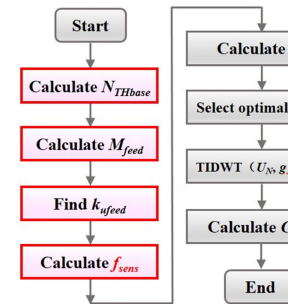 Start
Calculate N_THbase
Calculate M_feed
Find k_ufeed
Calculate f_sens
Calculate
Select optimal
TIDWT (U_N, g
Calculate
End